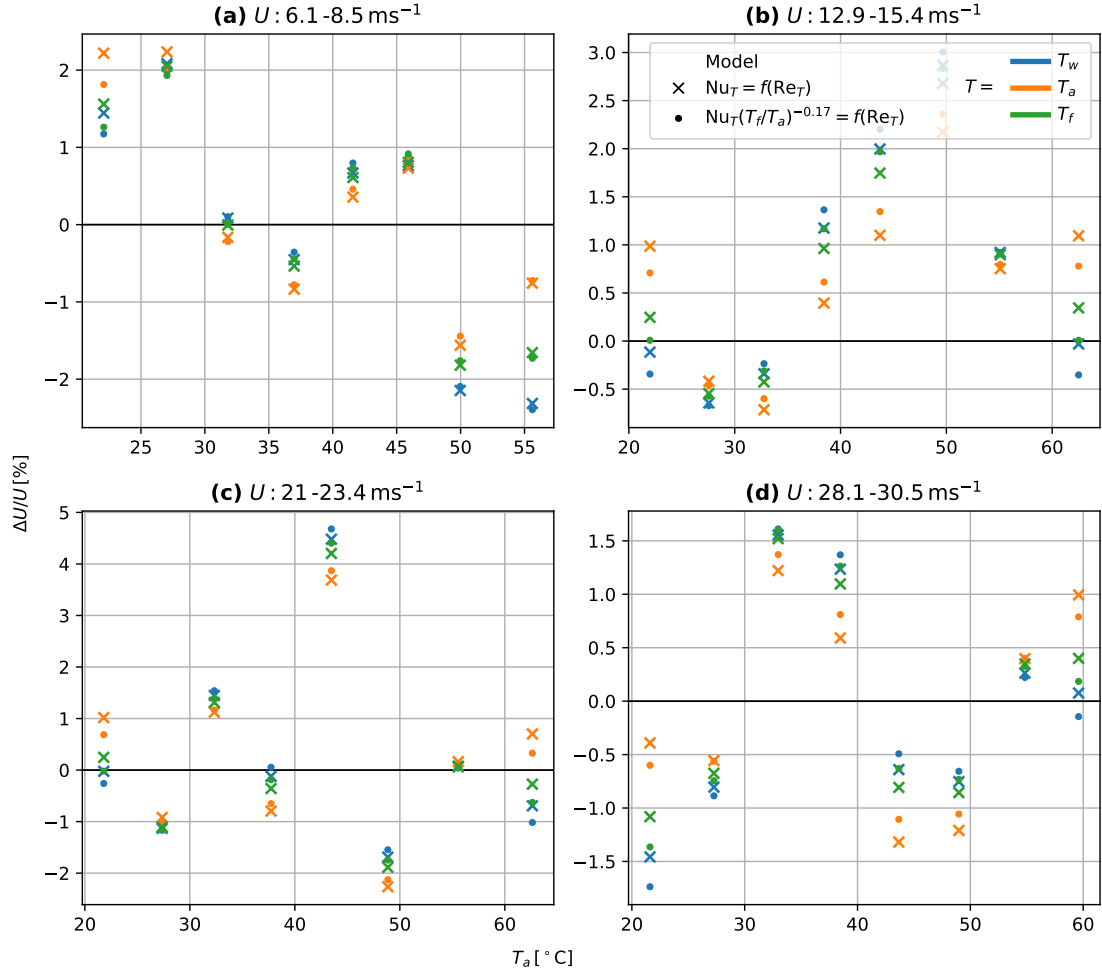 (a) U : 6.1 -8.5 ms⁻¹
2
1
0
−1
−2
25 30 35 40 45 50 55
(b) U : 12.9 -15.4 ms⁻¹
3.0
2.5
2.0
1.5
1.0
0.5
0.0
−0.5
20 30 40 50 60
Model
Nu_T = f(Re_T)
Nu_T(T_f/T_a)^−0.17 = f(Re_T)
T =
T_w
T_a
T_f
ΔU/U [%]
(c) U : 21 -23.4 ms⁻¹
5
4
3
2
1
0
−1
−2
20 30 40 50 60
(d) U : 28.1 -30.5 ms⁻¹
1.5
1.0
0.5
0.0
−0.5
−1.0
−1.5
20 30 40 50 60
T_a [°C]